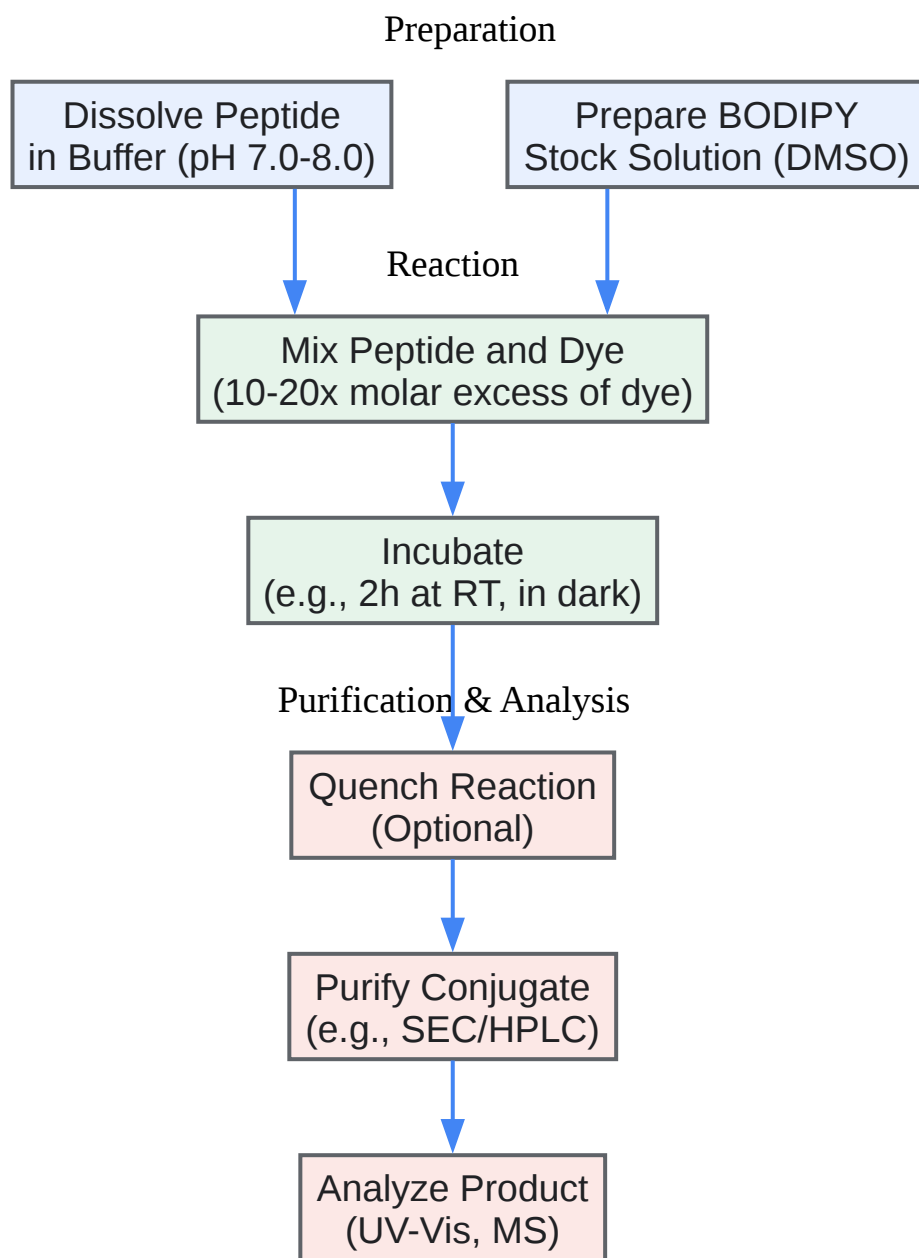 Preparation
Dissolve Peptide
in Buffer (pH 7.0-8.0)
Prepare BODIPY
Stock Solution (DMSO)
Reaction
Mix Peptide and Dye
(10-20x molar excess of dye)
Incubate
(e.g., 2h at RT, in dark)
Purification & Analysis
Quench Reaction
(Optional)
Purify Conjugate
(e.g., SEC/HPLC)
Analyze Product
(UV-Vis, MS)